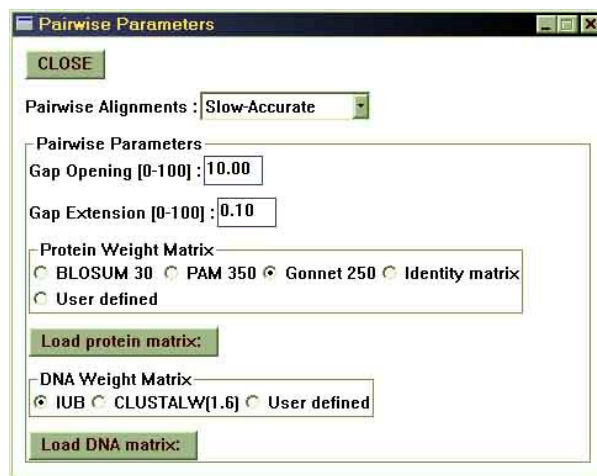 Pairwise Parameters
CLOSE
Pairwise Alignments : Slow-Accurate
Pairwise Parameters
Gap Opening [0-100] : 10.00
Gap Extension [0-100] : 0.10
Protein Weight Matrix
BLOSUM 30 PAM 350 Gonnet 250 Identity matrix
User defined
Load protein matrix:
DNA Weight Matrix
IUB CLUSTALW(1.6) User defined
Load DNA matrix: